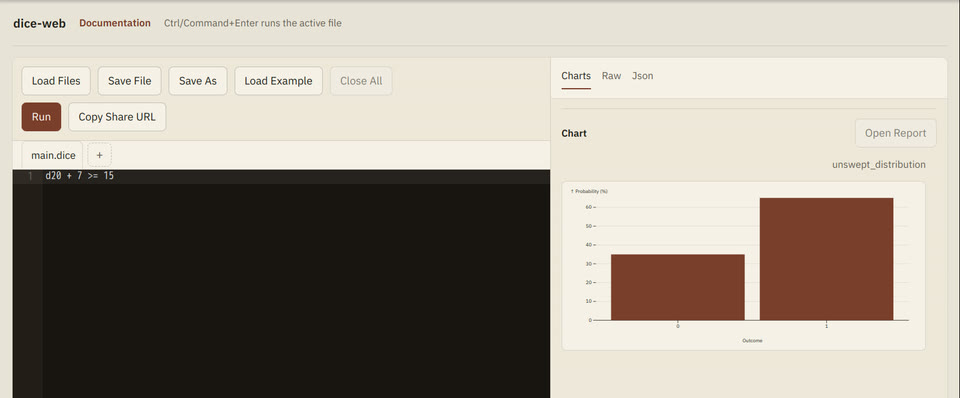 dice-web Documentation Ctrl/Command+Enter runs the active file
Load Files Save File Save As Load Example Close All
Run Copy Share URL
main.dice +
1 d20 + 7 >= 15
Charts Raw Json
Chart Open Report
unswept_distribution
↑ Probability (%)
60
50
40
30
20
10
0
0 1
Outcome